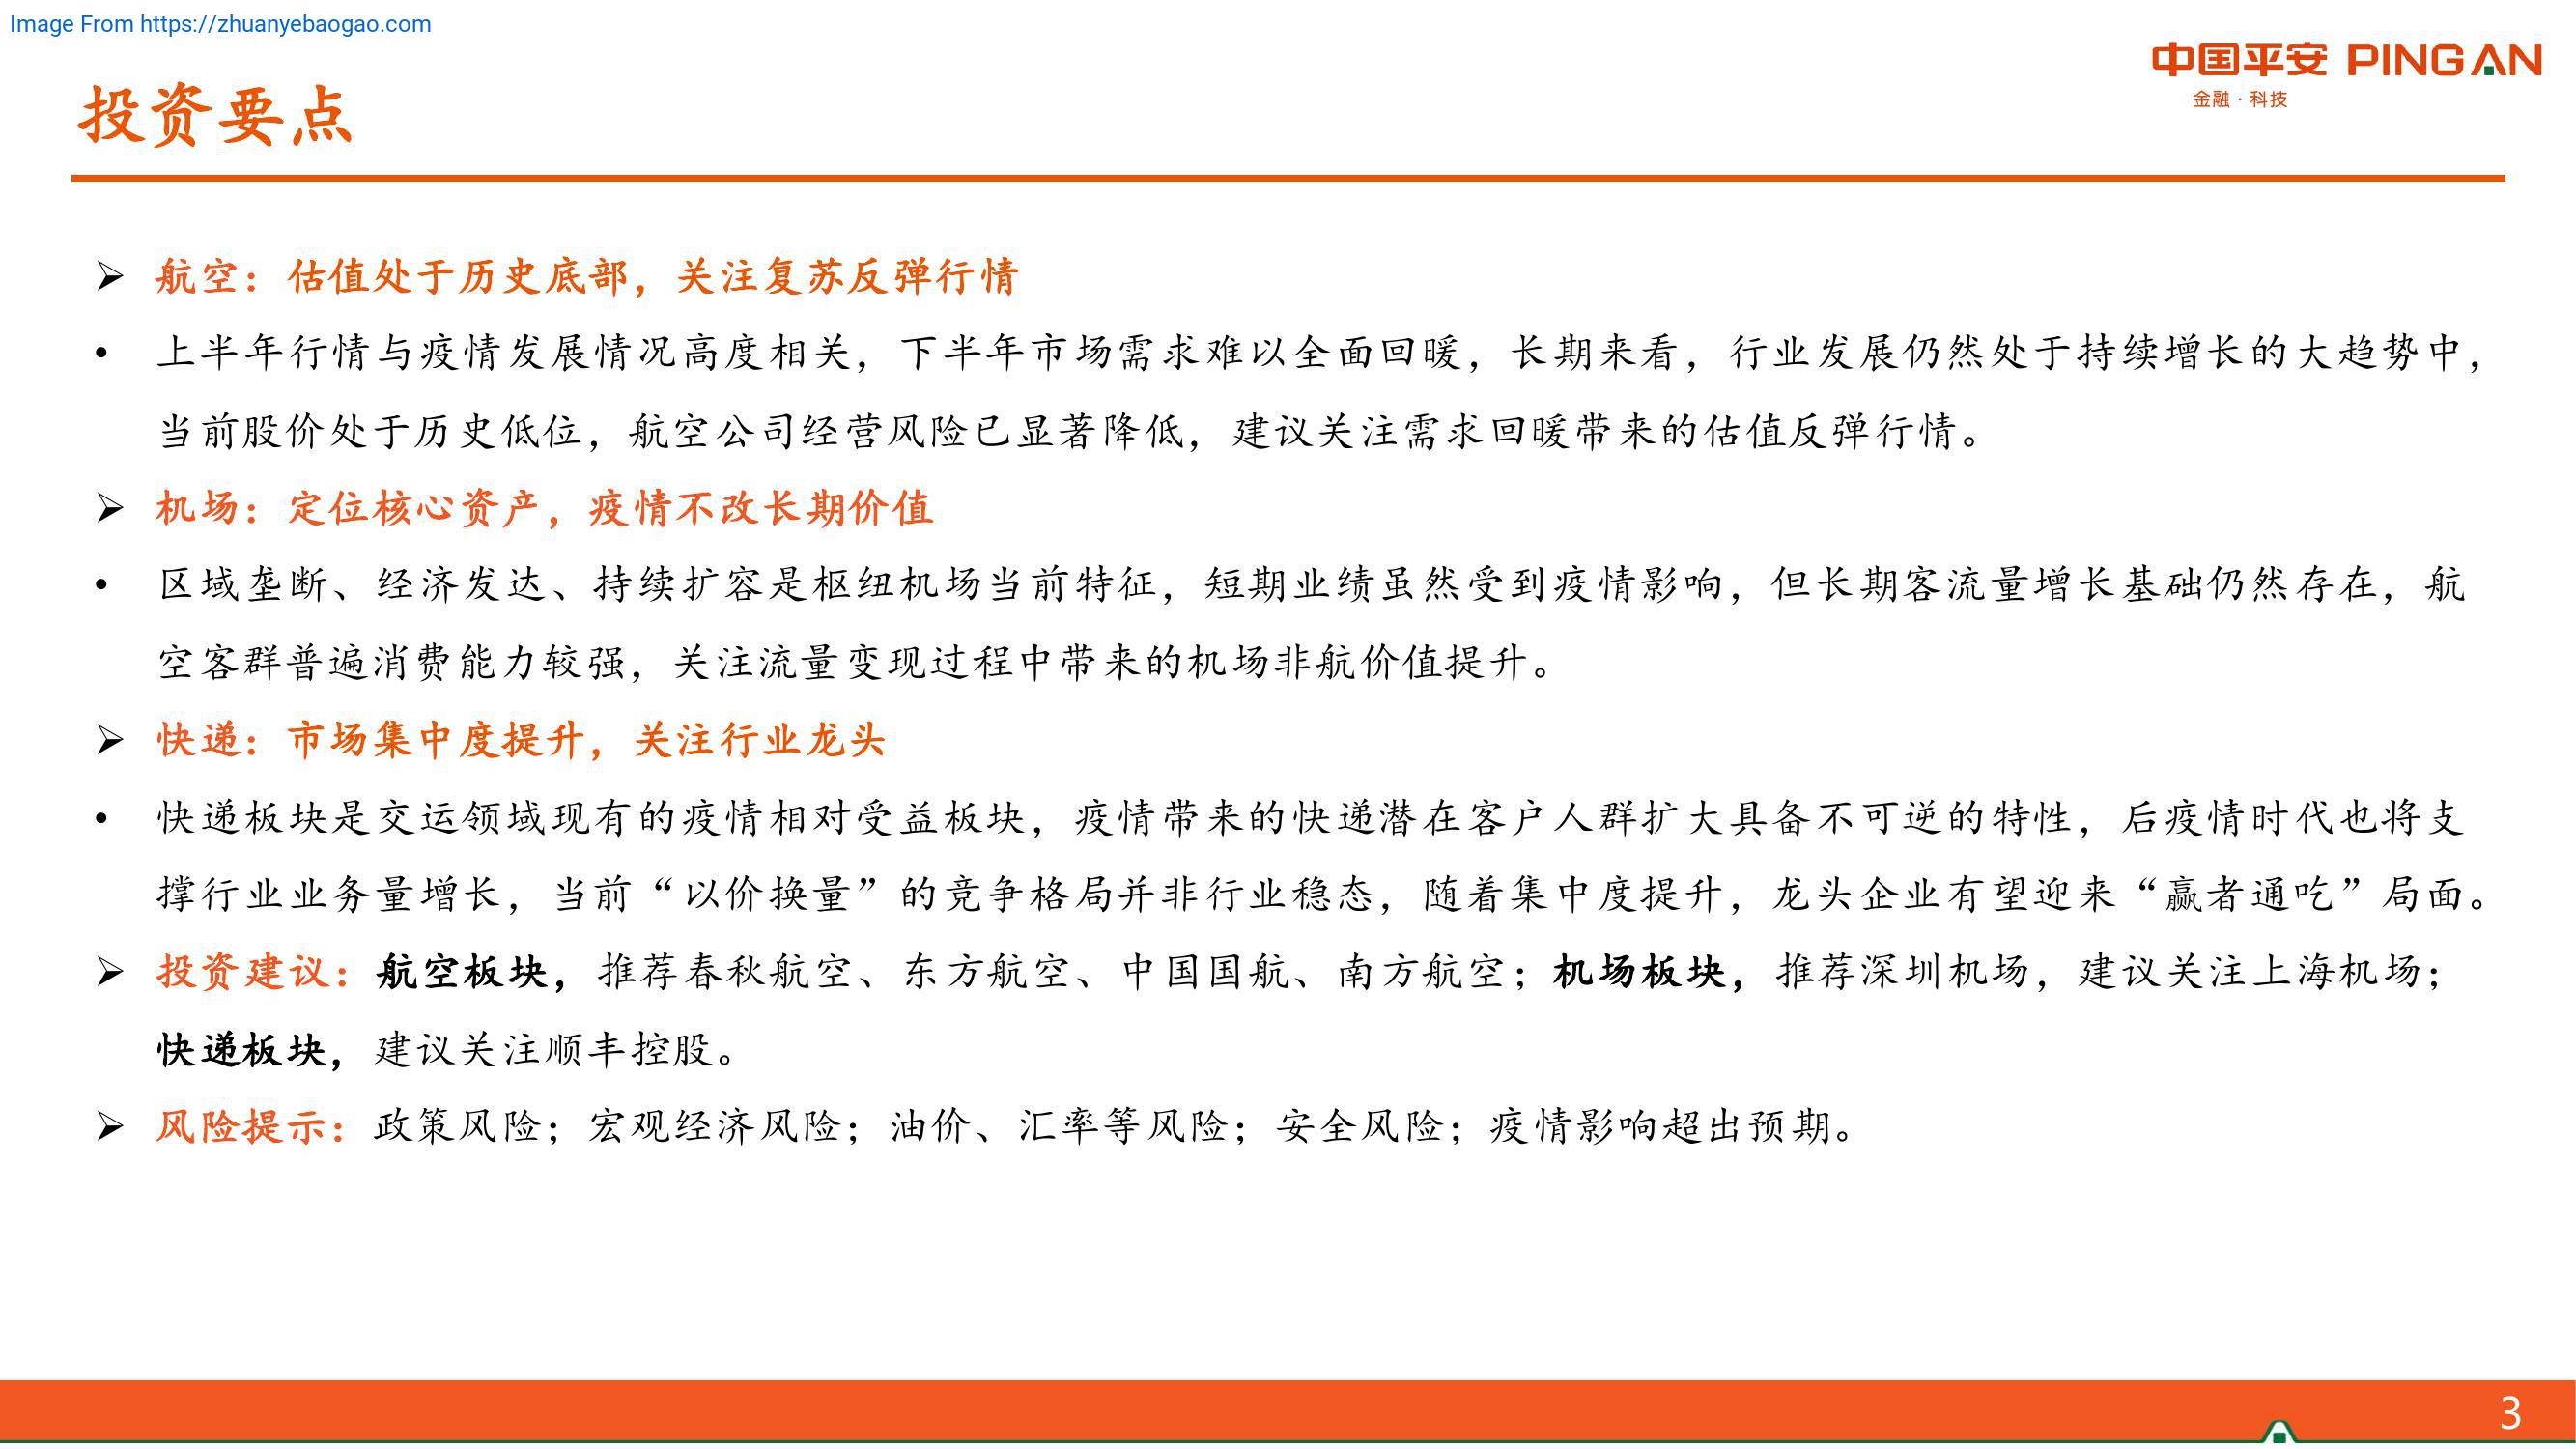 Image From https://zhuanyebaogao.com
中国平安 PING AN
金融·科技
投资要点
➢ 航空：估值处于历史底部，关注复苏反弹行情
• 上半年行情与疫情发展情况高度相关，下半年市场需求难以全面回暖，长期来看，行业发展仍然处于持续增长的大趋势中，
当前股价处于历史低位，航空公司经营风险已显著降低，建议关注需求回暖带来的估值反弹行情。
➢ 机场：定位核心资产，疫情不改长期价值
• 区域垄断、经济发达、持续扩容是枢纽机场当前特征，短期业绩虽然受到疫情影响，但长期客流量增长基础仍然存在，航
空客群普遍消费能力较强，关注流量变现过程中带来的机场非航价值提升。
➢ 快递：市场集中度提升，关注行业龙头
• 快递板块是交运领域现有的疫情相对受益板块，疫情带来的快递潜在客户人群扩大具备不可逆的特性，后疫情时代也将支
撑行业业务量增长，当前“以价换量”的竞争格局并非行业稳态，随着集中度提升，龙头企业有望迎来“赢者通吃”局面。
➢ 投资建议：航空板块，推荐春秋航空、东方航空、中国国航、南方航空；机场板块，推荐深圳机场，建议关注上海机场；
快递板块，建议关注顺丰控股。
➢ 风险提示：政策风险；宏观经济风险；油价、汇率等风险；安全风险；疫情影响超出预期。
3